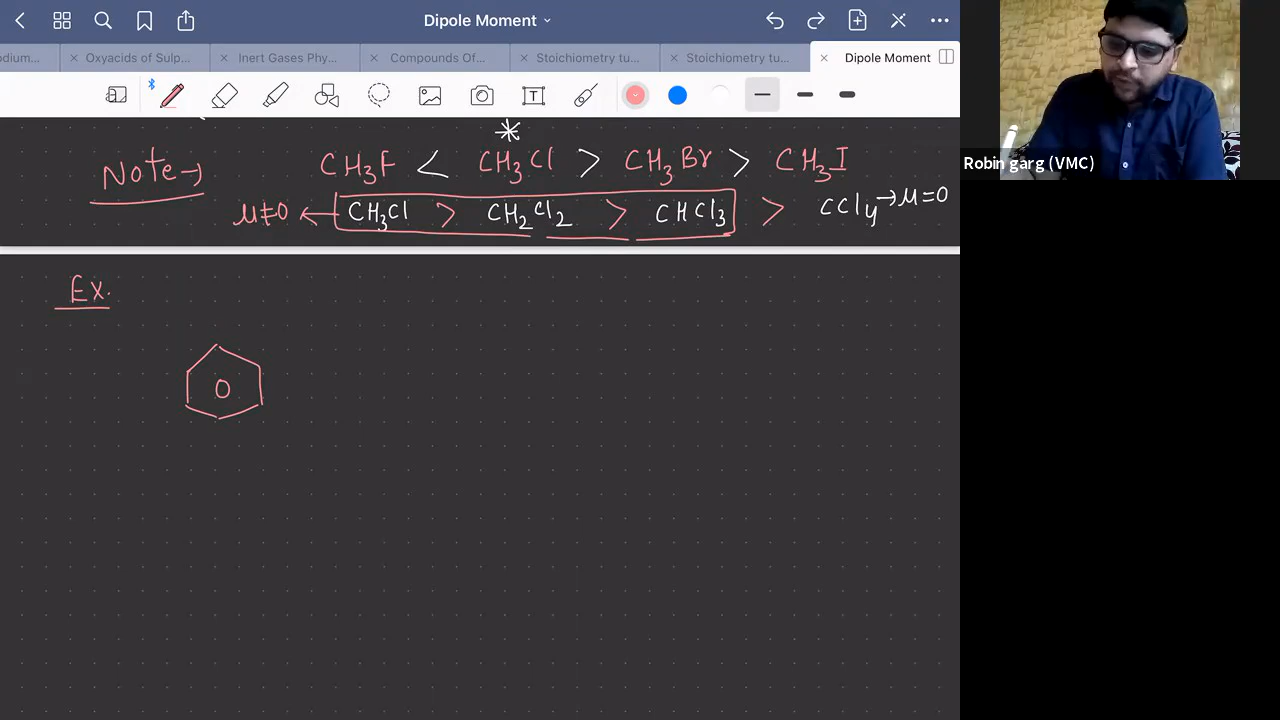 Dipole Moment
odium...
Oxyacids of Sulp...
Inert Gases Phy...
Compounds Of...
Stoichiometry tu...
Stoichiometry tu...
Dipole Moment
T
Robin garg (VMC)
*
Note→ CH₃F < CH₃Cl > CH₃Br > CH₃I
μ≠0 ← CH₃Cl > CH₂Cl₂ > CHCl₃ > CCl₄ → μ=0
Ex.